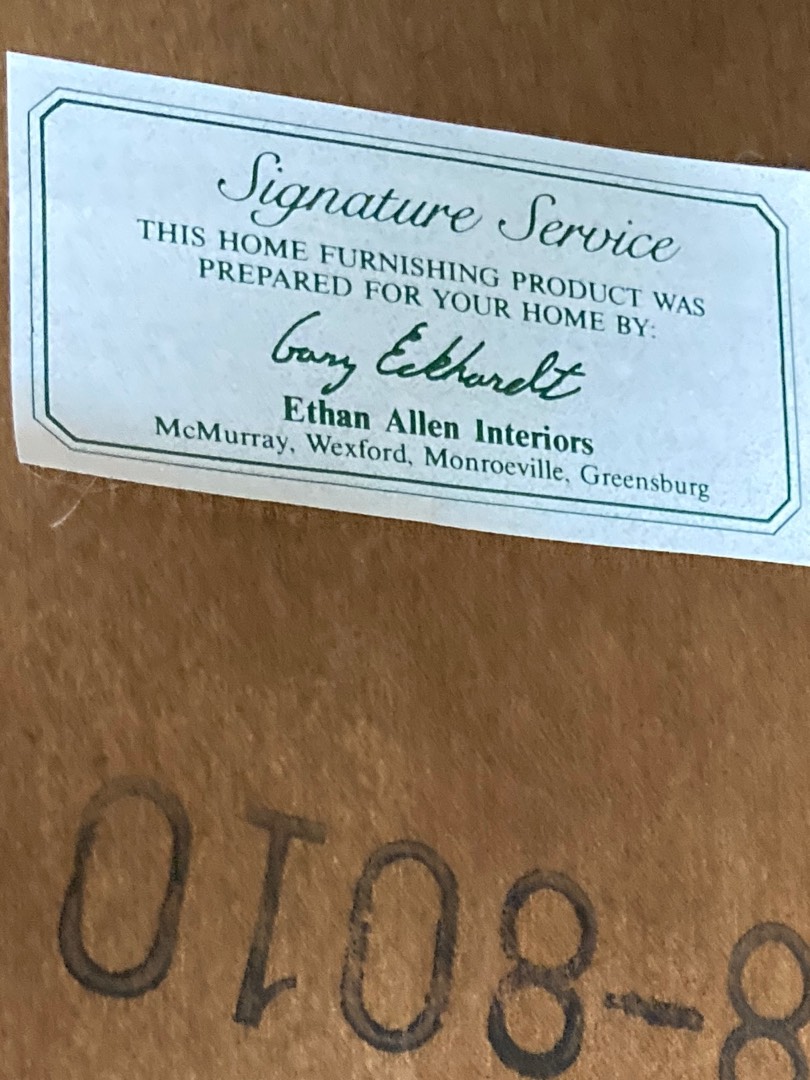 Signature Service
THIS HOME FURNISHING PRODUCT WAS
PREPARED FOR YOUR HOME BY:
Gary Eckhardt
Ethan Allen Interiors
McMurray, Wexford, Monroeville, Greensburg
8-8010